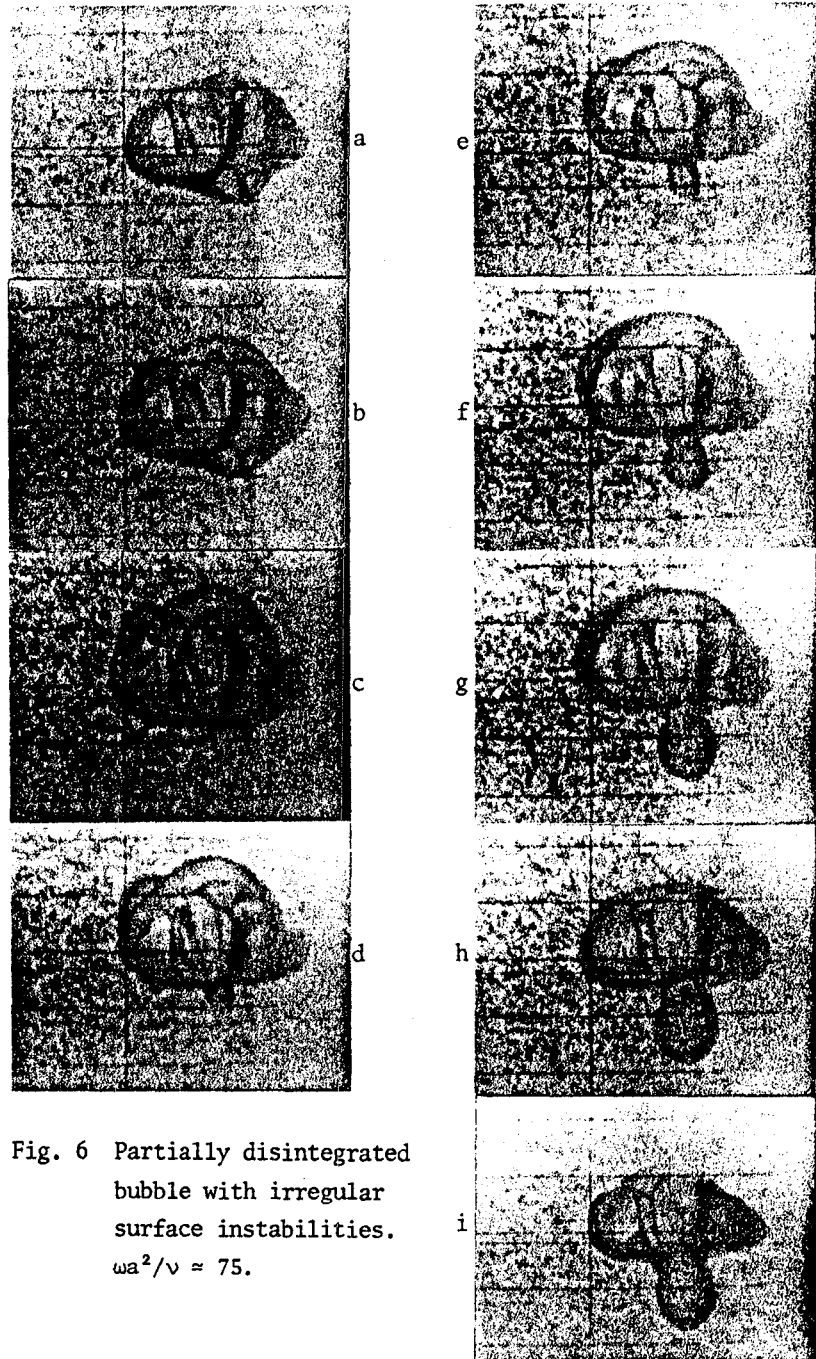 a
b
c
d
e
f
g
h
i
Fig. 6 Partially disintegrated
bubble with irregular
surface instabilities.
ωa²/ν ≃ 75.